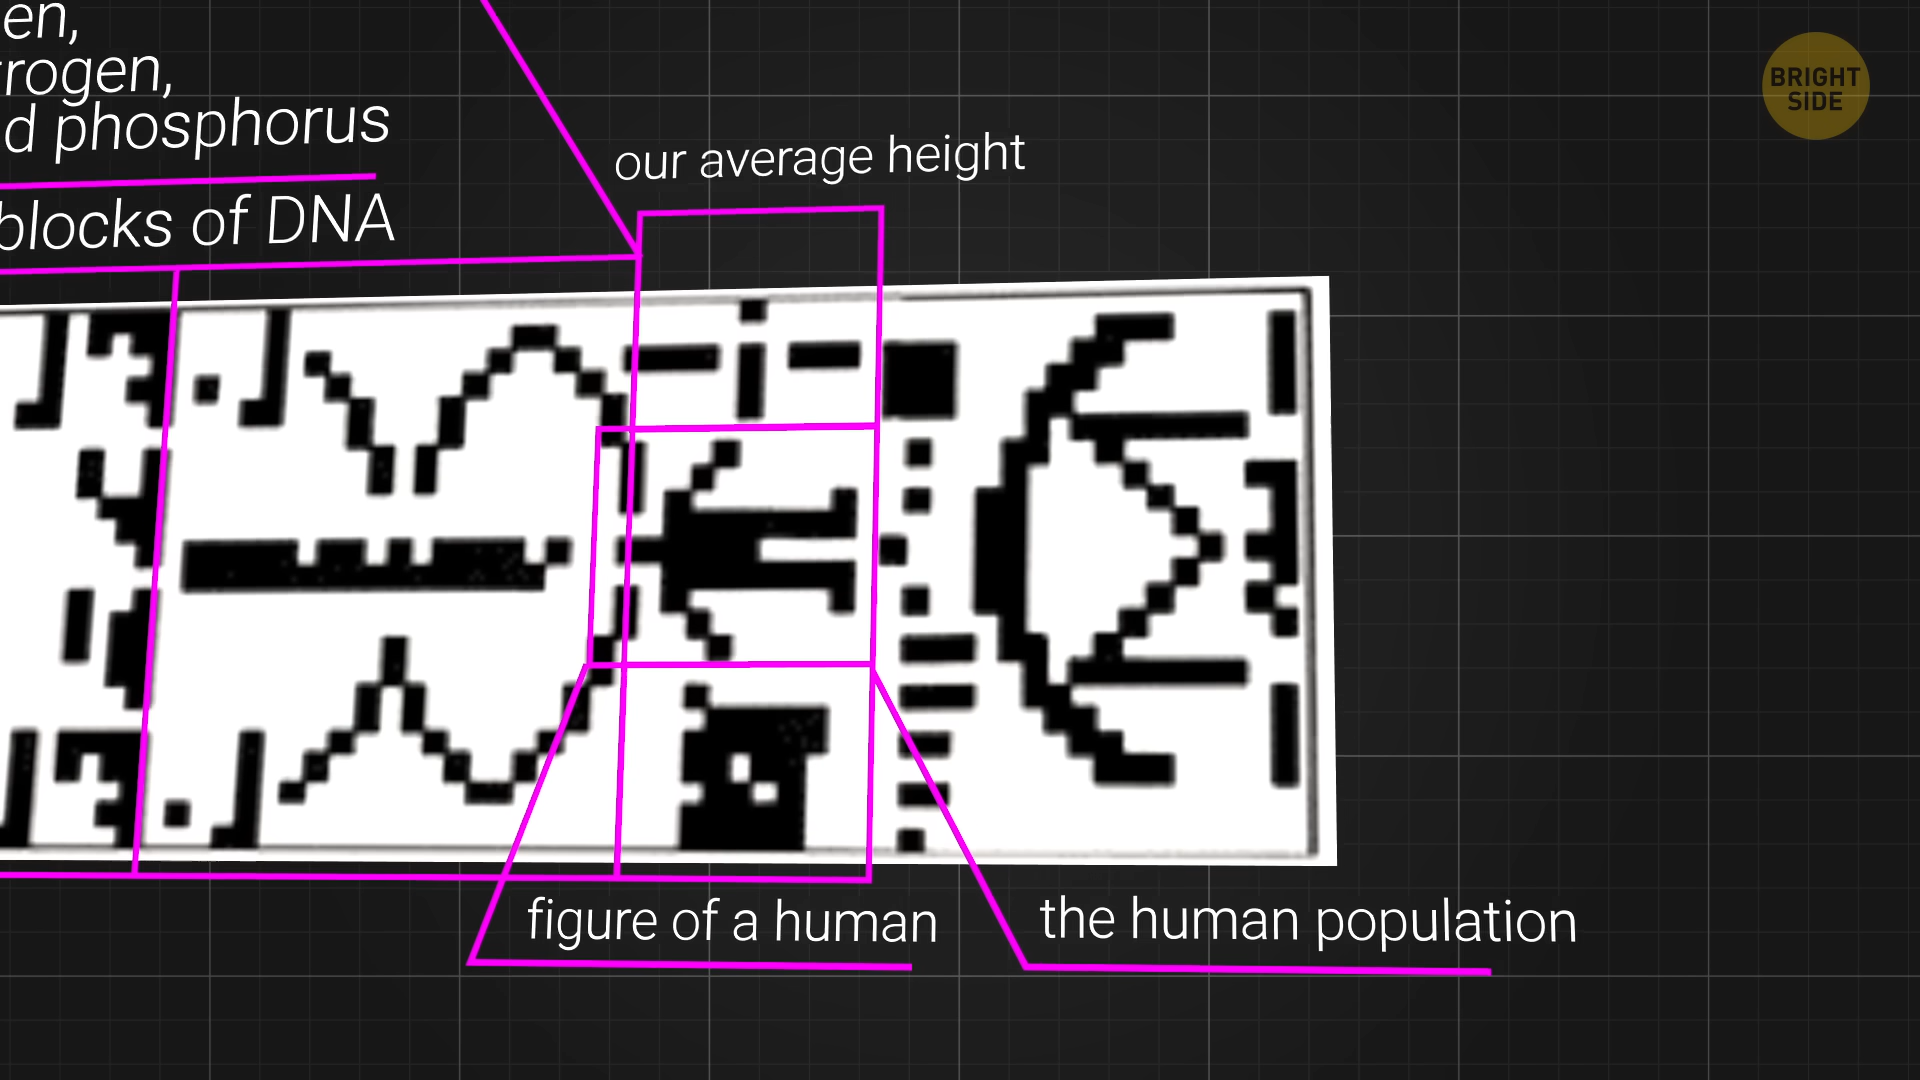 en,
rogen,
d phosphorus
blocks of DNA
our average height
figure of a human
the human population
BRIGHT
SIDE